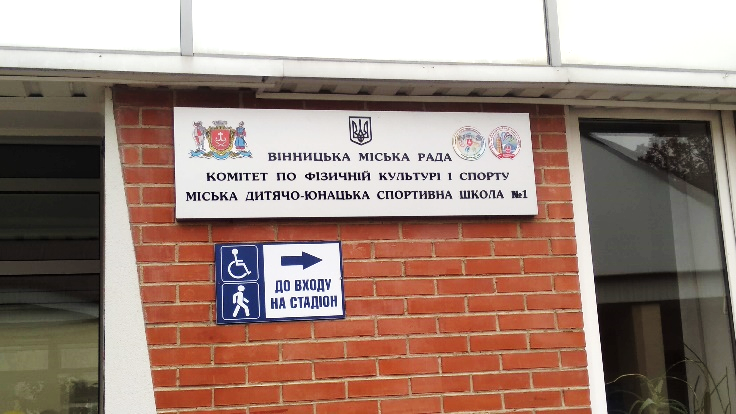 ВІННИЦЬКА МІСЬКА РАДА
КОМІТЕТ ПО ФІЗИЧНІЙ КУЛЬТУРІ І СПОРТУ
МІСЬКА ДИТЯЧО-ЮНАЦЬКА СПОРТИВНА ШКОЛА №1
ДО ВХОДУ
НА СТАДІОН